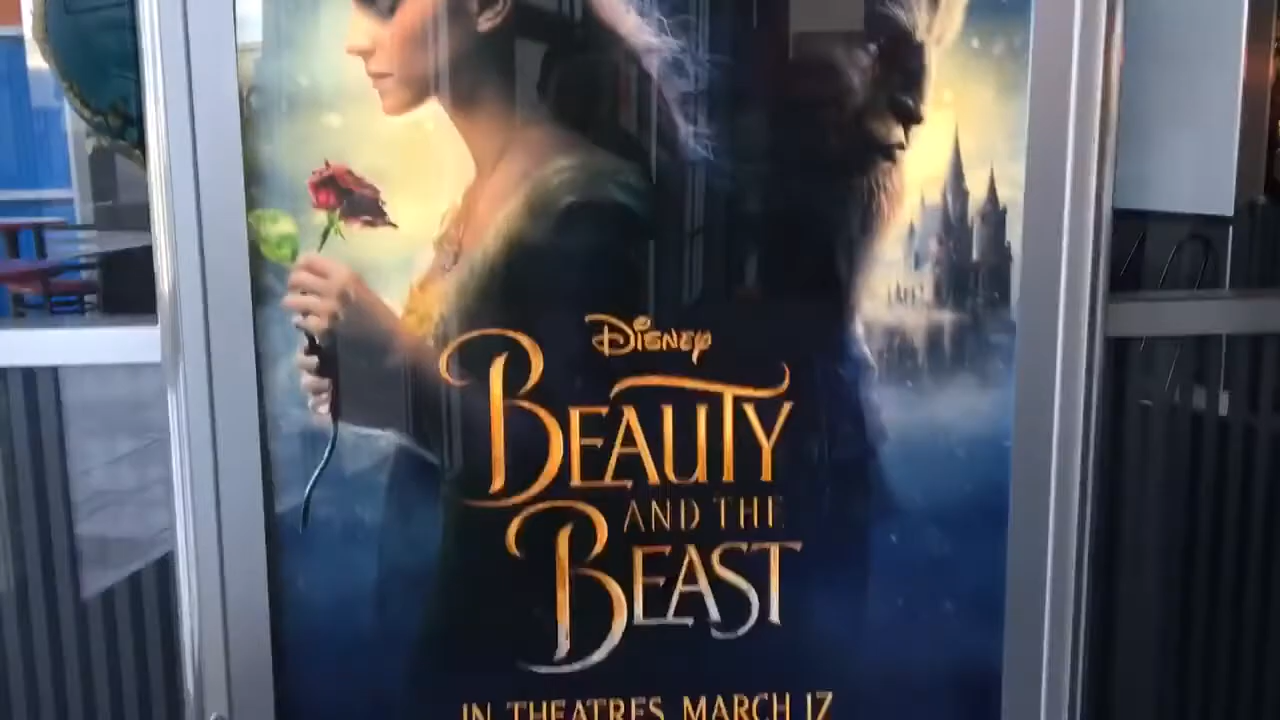 Disney
BEAUTY
AND THE
BEAST
IN THEATRES MARCH 17